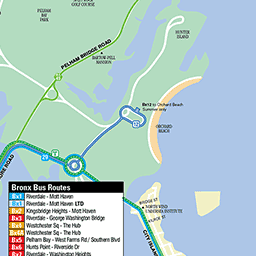 GOLF COURSE
PELHAM
BAY
PARK
HUNTER
ISLAND
PELHAM BRIDGE ROAD
BARTOW-PELL
MANSION
Bx12 to Orchard Beach
Summer only
ORCHARD
BEACH
CITY ISLAND
BRIDGE ST
NORTH WIND
UNDERSEA INSTITUTE
Bronx Bus Routes
Bx1 Riverdale - Mott Haven
Bx1 Riverdale - Mott Haven LTD
Bx2 Kingsbridge Heights - Mott Haven
Bx3 Riverdale - George Washington Bridge
Bx4 Westchester Sq - The Hub
Bx4A Westchester Sq - The Hub
Bx5 Pelham Bay - West Farms Rd / Southern Blvd
Bx6 Hunts Point - Riverside Dr
Bx7 Riverdale - Washington Heights